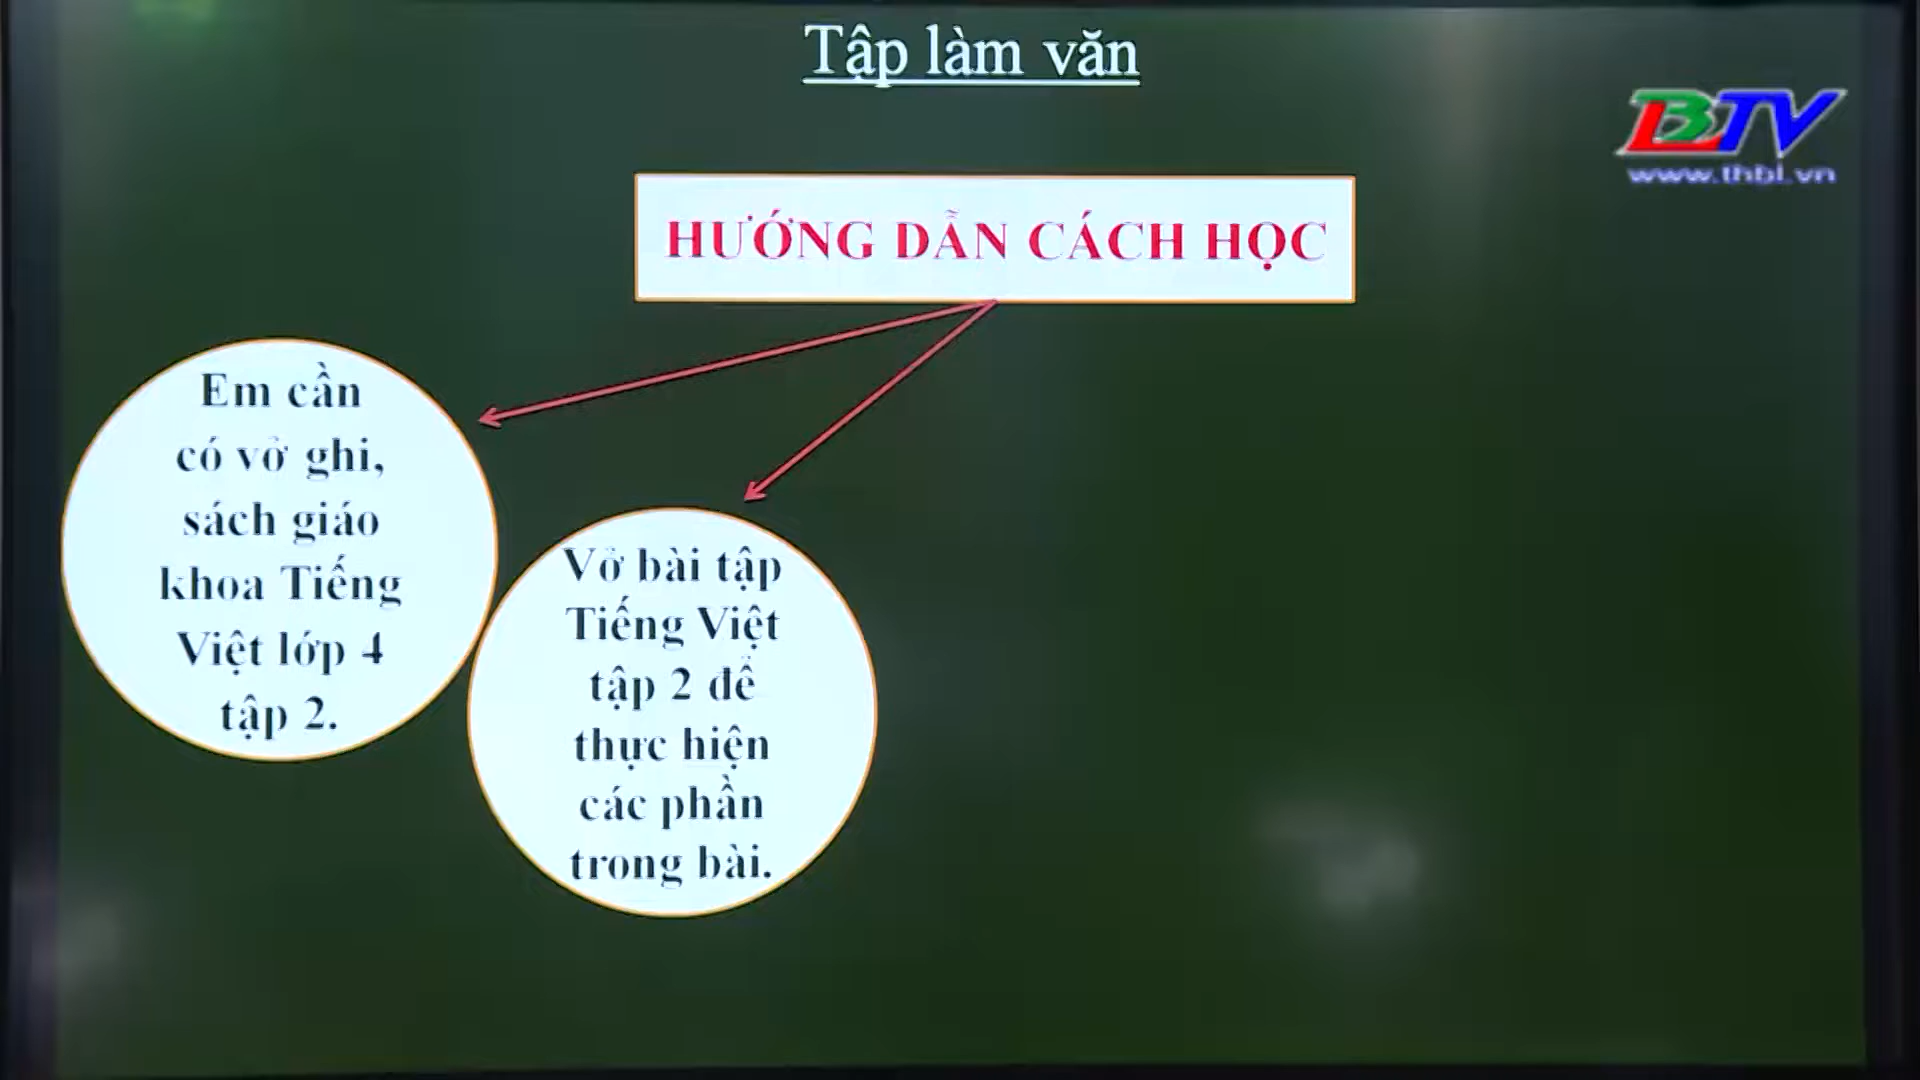 Tập làm văn
BTV
www.thbl.vn
HƯỚNG DẪN CÁCH HỌC
Em cần
có vở ghi,
sách giáo
khoa Tiếng
Việt lớp 4
tập 2.
Vở bài tập
Tiếng Việt
tập 2 để
thực hiện
các phần
trong bài.